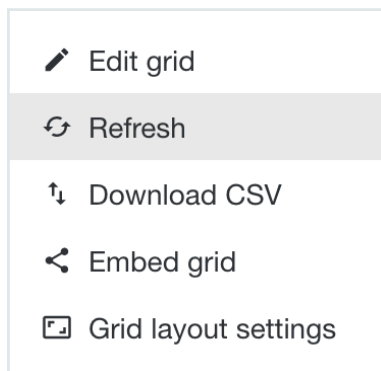 Edit grid
Refresh
Download CSV
Embed grid
Grid layout settings